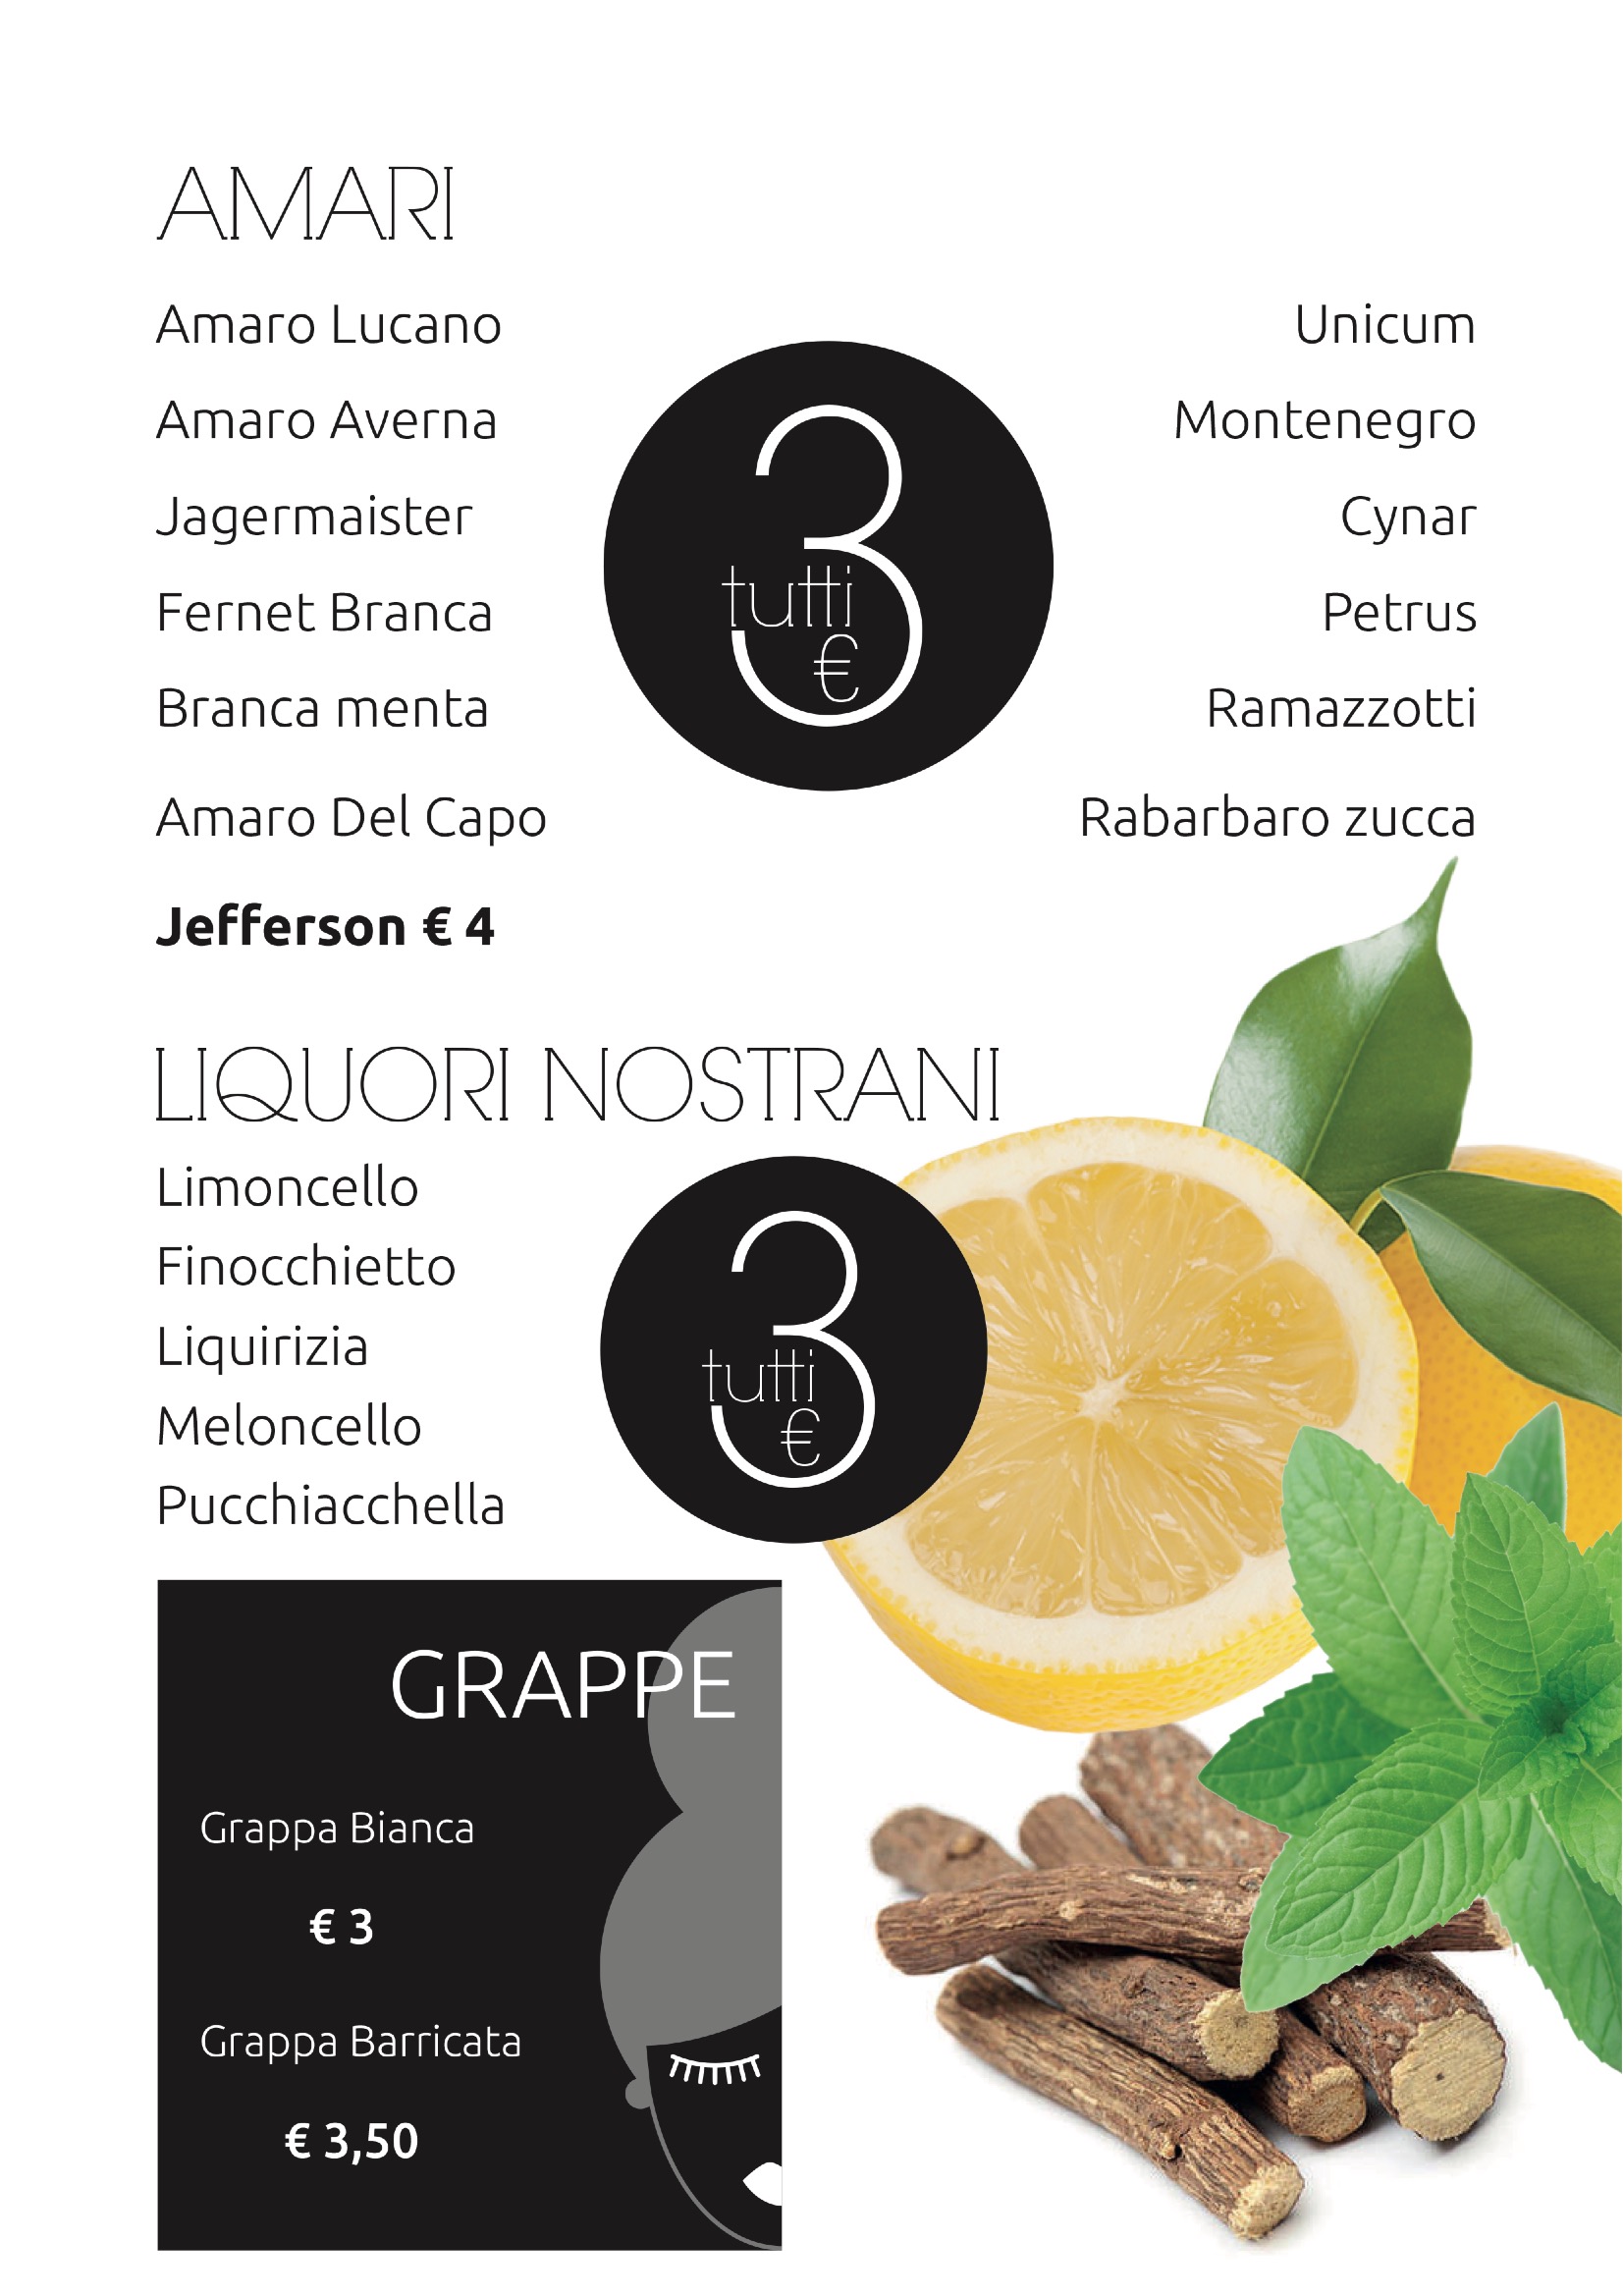 AMARI
Amaro Lucano
Amaro Averna
Jagermaister
Fernet Branca
Branca menta
Amaro Del Capo
Jefferson € 4
3
tutti
€
Unicum
Montenegro
Cynar
Petrus
Ramazzotti
Rabarbaro zucca
LIQUORI NOSTRANI
Limoncello
Finocchietto
Liquirizia
Meloncello
Pucchiacchella
3
tutti
€
GRAPPE
Grappa Bianca
€ 3
Grappa Barricata
€ 3,50